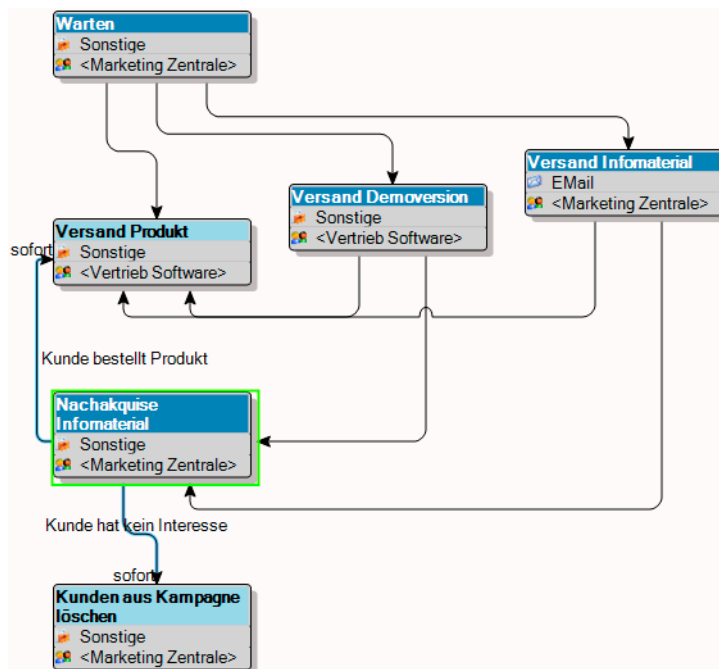 Warten
Sonstige
<Marketing Zentrale>
Versand Infomaterial
EMail
<Marketing Zentrale>
Versand Demoversion
Sonstige
<Vertrieb Software>
Versand Produkt
Sonstige
<Vertrieb Software>
sofort
Kunde bestellt Produkt
Nachakquise
Infomaterial
Sonstige
<Marketing Zentrale>
Kunde hat kein Interesse
sofort
Kunden aus Kampagne
löschen
Sonstige
<Marketing Zentrale>